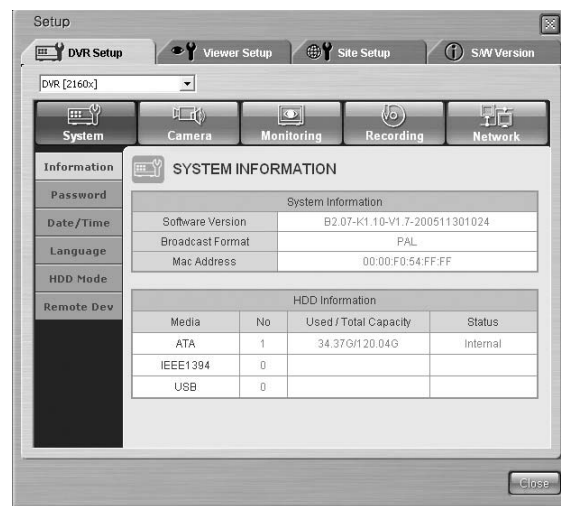 Setup
DVR Setup Viewer Setup Site Setup S/W Version
DVR [2160x]
System Camera Monitoring Recording Network
Information
Password
Date/Time
Language
HDD Mode
Remote Dev
SYSTEM INFORMATION
System Information
Software Version B2.07-K1.10-V1.7-200511301024
Broadcast Format PAL
Mac Address 00:00:F0:54:FF:FF
HDD Information
Media No Used / Total Capacity Status
ATA 1 34.37G/120.04G Internal
IEEE1394 0
USB 0
Close